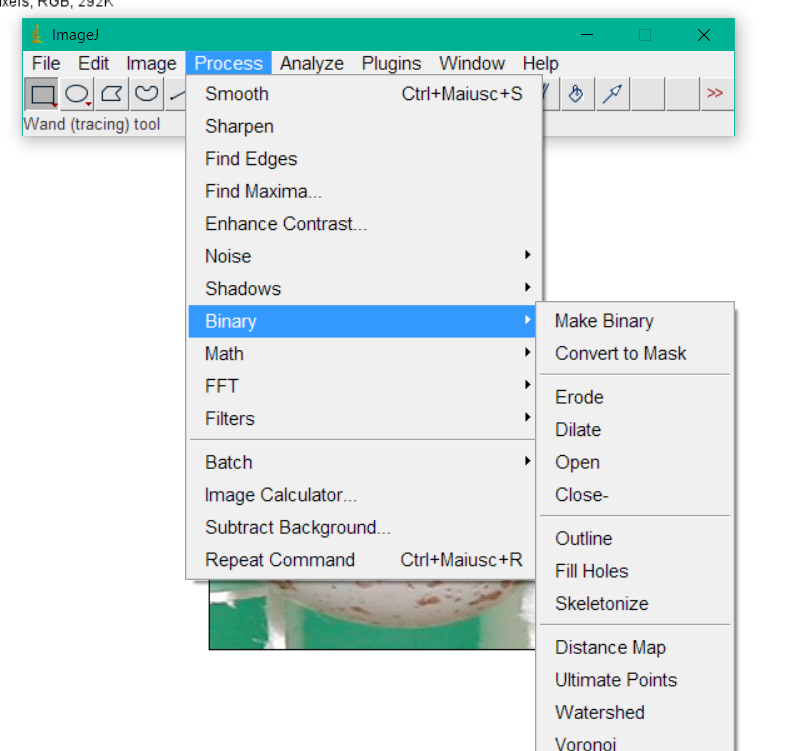 RGB, 292K
ImageJ
File Edit Image Process Analyze Plugins Window Help
>>
Wand (tracing) tool
Smooth Ctrl+Maiusc+S
Sharpen
Find Edges
Find Maxima...
Enhance Contrast...
Noise
Shadows
Binary
Math
FFT
Filters
Batch
Image Calculator...
Subtract Background...
Repeat Command Ctrl+Maiusc+R
Make Binary
Convert to Mask
Erode
Dilate
Open
Close-
Outline
Fill Holes
Skeletonize
Distance Map
Ultimate Points
Watershed
Voronoi